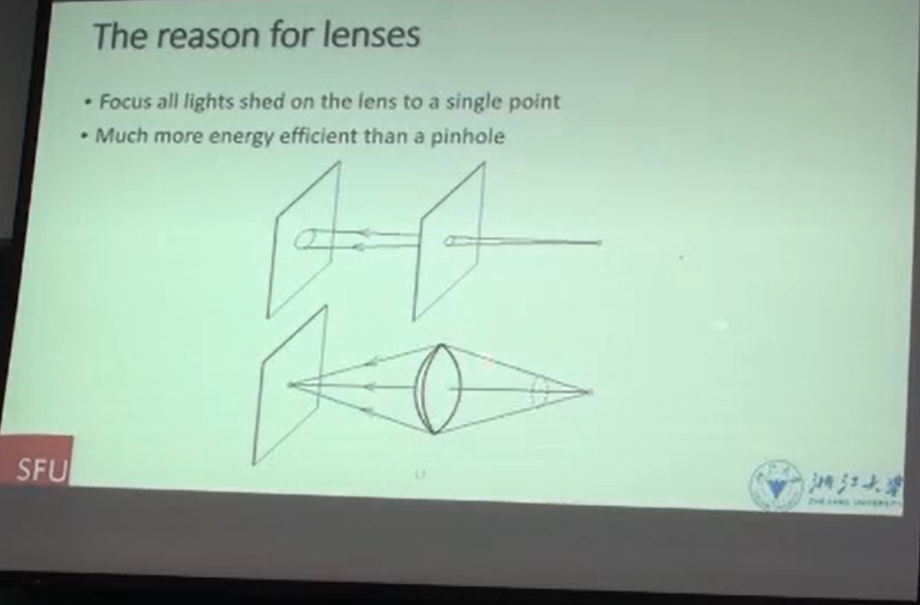 The reason for lenses
• Focus all lights shed on the lens to a single point
• Much more energy efficient than a pinhole
SFU
浙江大学
ZHEJIANG UNIVERSITY